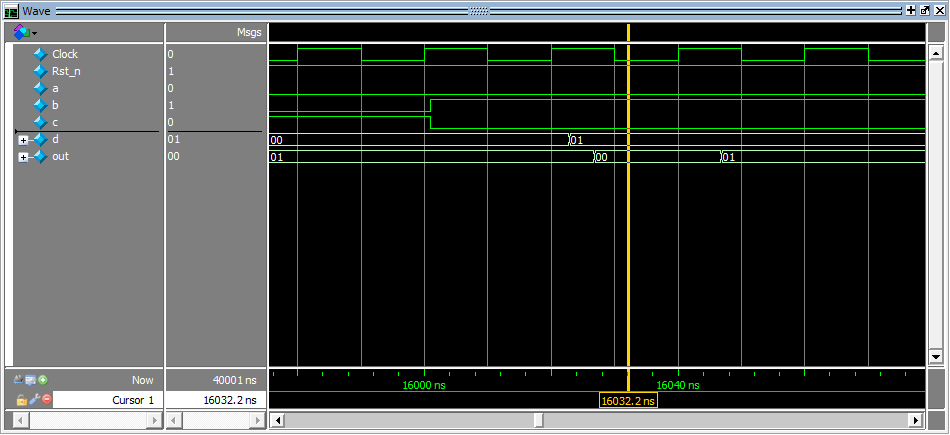 Wave
Msgs
Clock 0
Rst_n 1
a 0
b 1
c 0
d 01 00 01
out 00 01 00 01
Now 40001 ns 16000 ns 16040 ns
Cursor 1 16032.2 ns 16032.2 ns